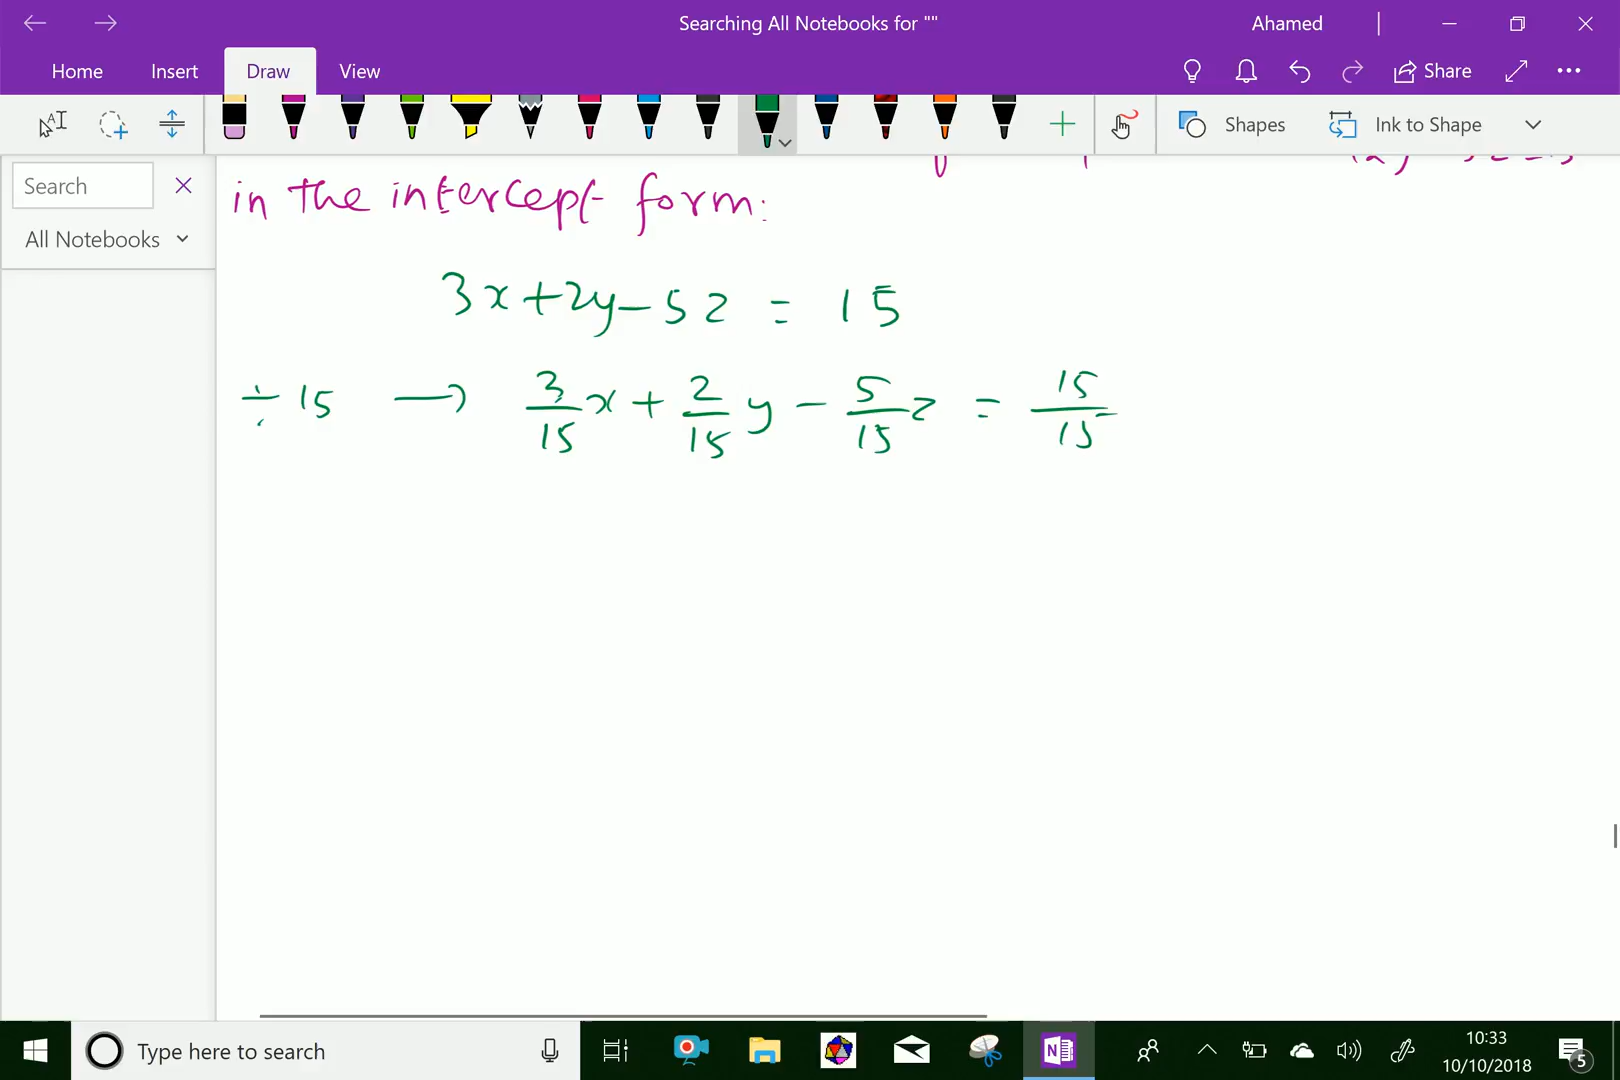 Searching All Notebooks for ""
Ahamed
Home Insert Draw View
Share
Shapes
Ink to Shape
Search
All Notebooks
in the intercept form:
3x+2y-5z = 15
÷ 15 → 3/15 x + 2/15 y - 5/15 z = 15/15
Type here to search
10:33
10/10/2018
5